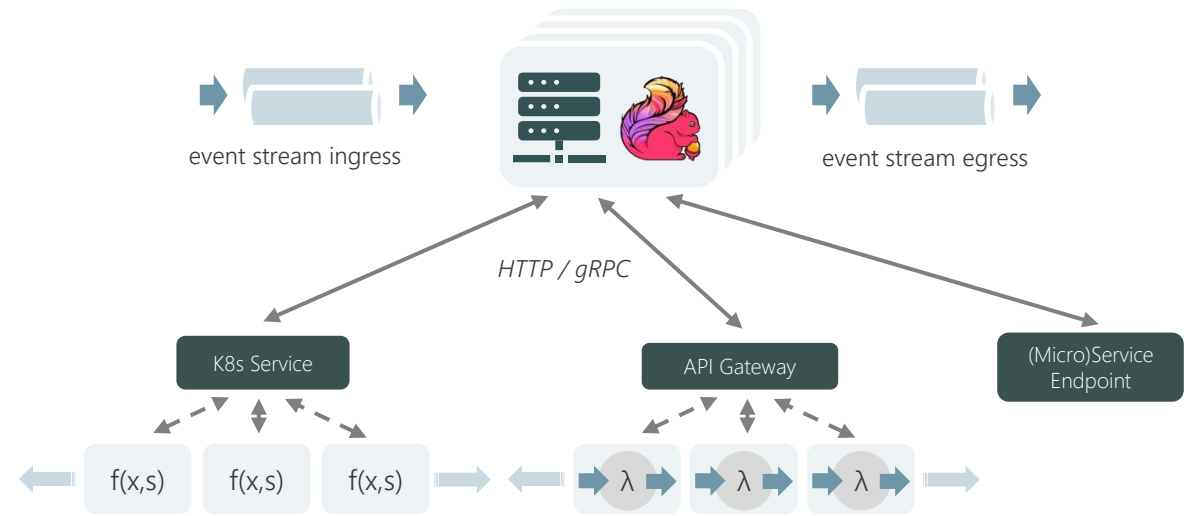 event stream ingress
event stream egress
HTTP / gRPC
K8s Service
API Gateway
(Micro)Service
Endpoint
f(x,s)
f(x,s)
f(x,s)
λ
λ
λ